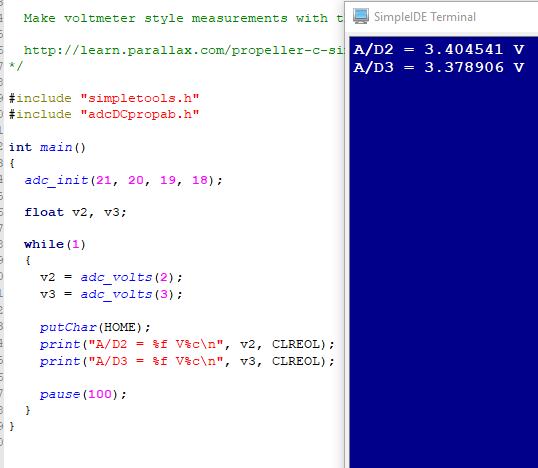 Make voltmeter style measurements with t
http://learn.parallax.com/propeller-c-si
*/
#include "simpletools.h"
#include "adcDCpropab.h"
int main()
{
adc_init(21, 20, 19, 18);
float v2, v3;
while(1)
{
v2 = adc_volts(2);
v3 = adc_volts(3);
putChar(HOME);
print("A/D2 = %f V%c\n", v2, CLREOL);
print("A/D3 = %f V%c\n", v3, CLREOL);
pause(100);
}
}
SimpleIDE Terminal
A/D2 = 3.404541 V
A/D3 = 3.378906 V